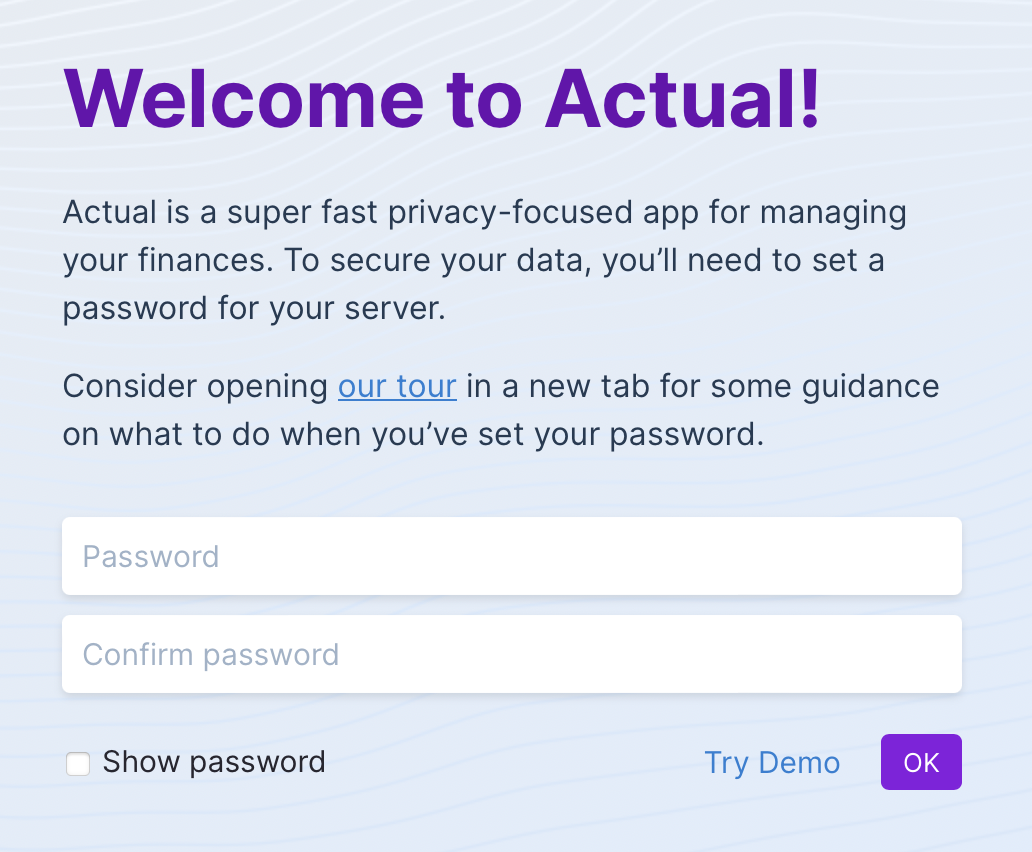 Welcome to Actual!
Actual is a super fast privacy-focused app for managing
your finances. To secure your data, you’ll need to set a
password for your server.
Consider opening our tour in a new tab for some guidance
on what to do when you’ve set your password.
Password
Confirm password
Show password
Try Demo
OK